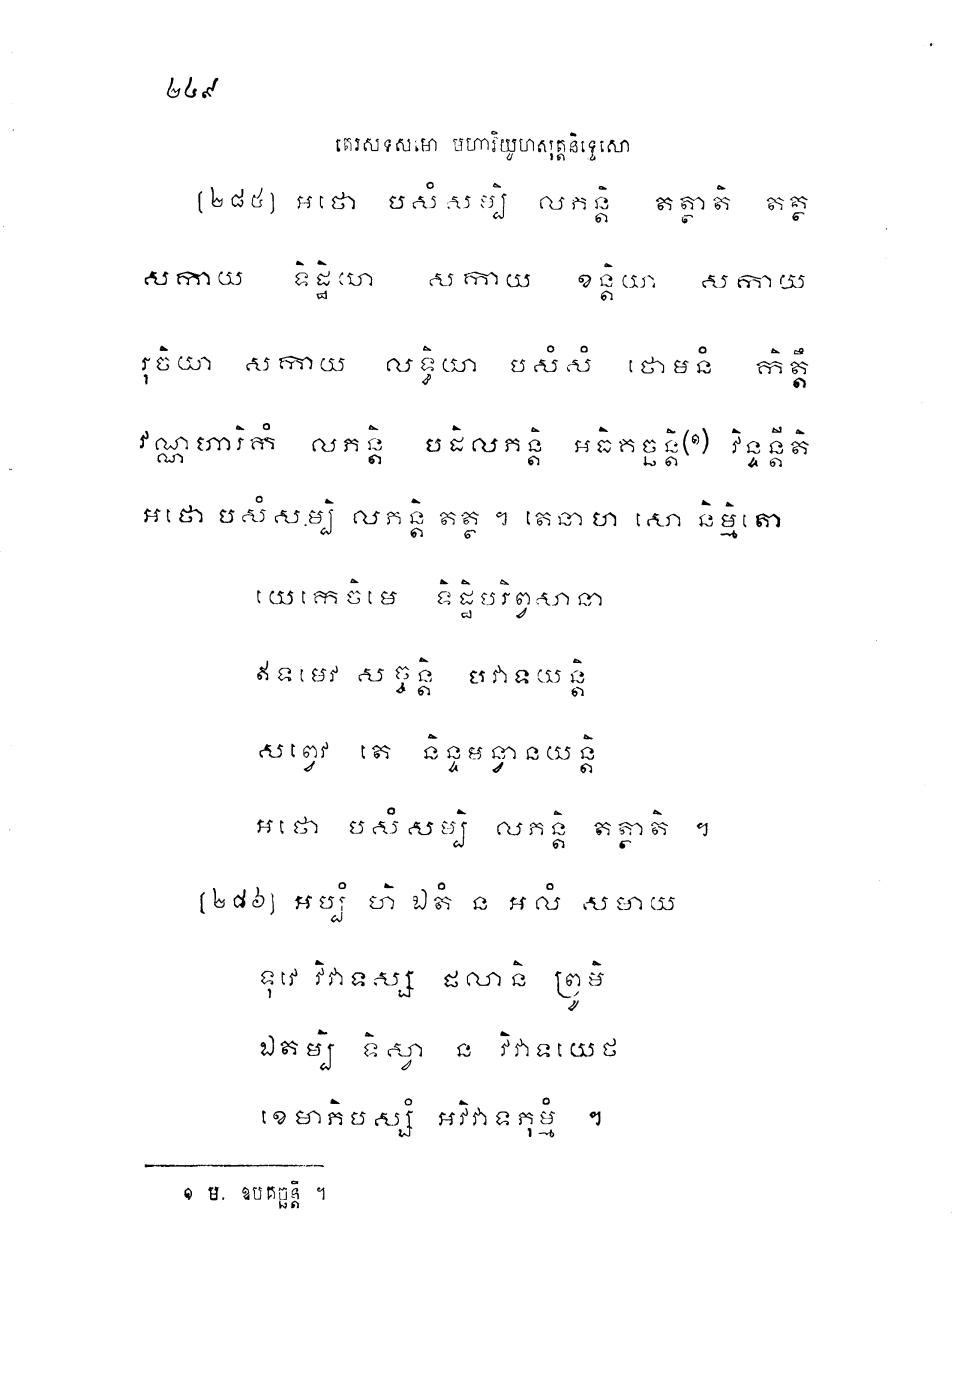 ២៤៩
តេរសទសមោ មហាវិយូហសុត្តនិទ្ទេសោ
[២៨៥] អថោ បសំសម្បិ លភន្តិ តត្ថាតិ តត្ថ
សកាយ ទិដ្ឋិយា សកាយ ខន្តិយា សកាយ
រុចិយា សកាយ លទ្ធិយា បសំសំ ថោមនំ កិត្តឹ
វណ្ណហារិកំ លភន្តិ បដិលភន្តិ អធិកច្ឆន្តិ(១) វិន្ទន្តីតិ
អថោ បសំសម្បិ លភន្តិ តត្ថ ។ តេនាហ សោ និម្មិតោ
យេកេចិមេ ទិដ្ឋិបរិព្វសានា
ឥទមេវ សច្ចន្តិ បវាទយន្តិ
សព្វេវ តេ និន្ទមន្វានយន្តិ
អថោ បសំសម្បិ លភន្តិ តត្ថាតិ ។
[២៨៦] អប្បំ ហិ ឯតំ ន អលំ សមាយ
ទុវេ វិវាទស្ស ផលានិ ព្រូមិ
ឯតម្បិ ទិស្វា ន វិវាទយេថ
ខេមាភិបស្សំ អវិវាទភុម្មំ ។
១ ម. ឧបគច្ឆន្តិ ។